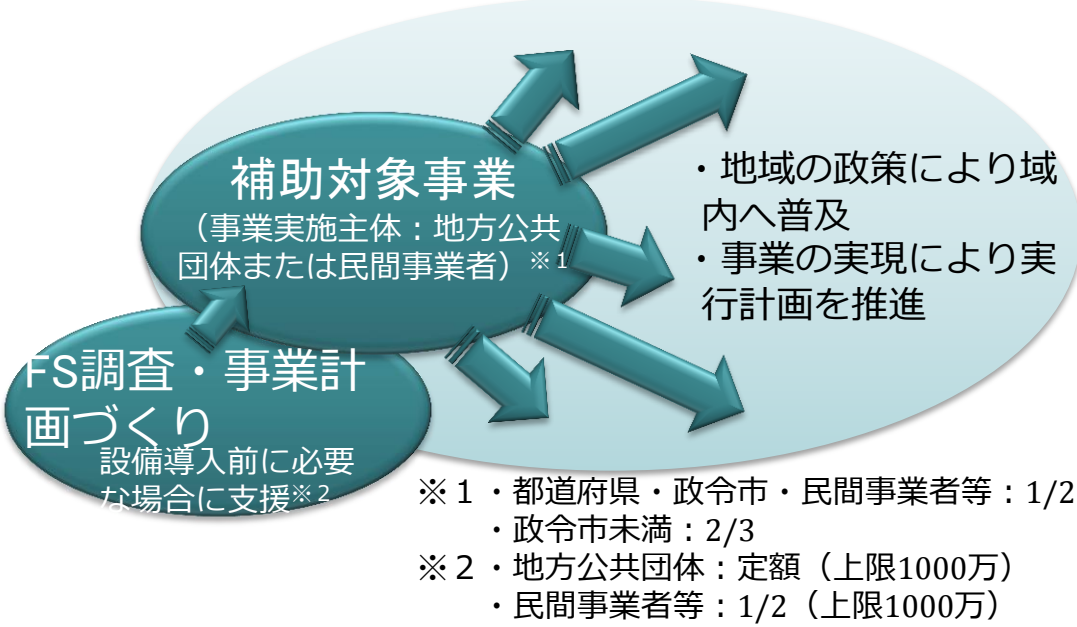 補助対象事業
（事業実施主体：地方公共
団体または民間事業者）※1
・地域の政策により域
内へ普及
・事業の実現により実
行計画を推進
FS調査・事業計
画づくり
設備導入前に必要
な場合に支援※2
※１・都道府県・政令市・民間事業者等：1/2
・政令市未満：2/3
※２・地方公共団体：定額（上限1000万）
・民間事業者等：1/2（上限1000万）